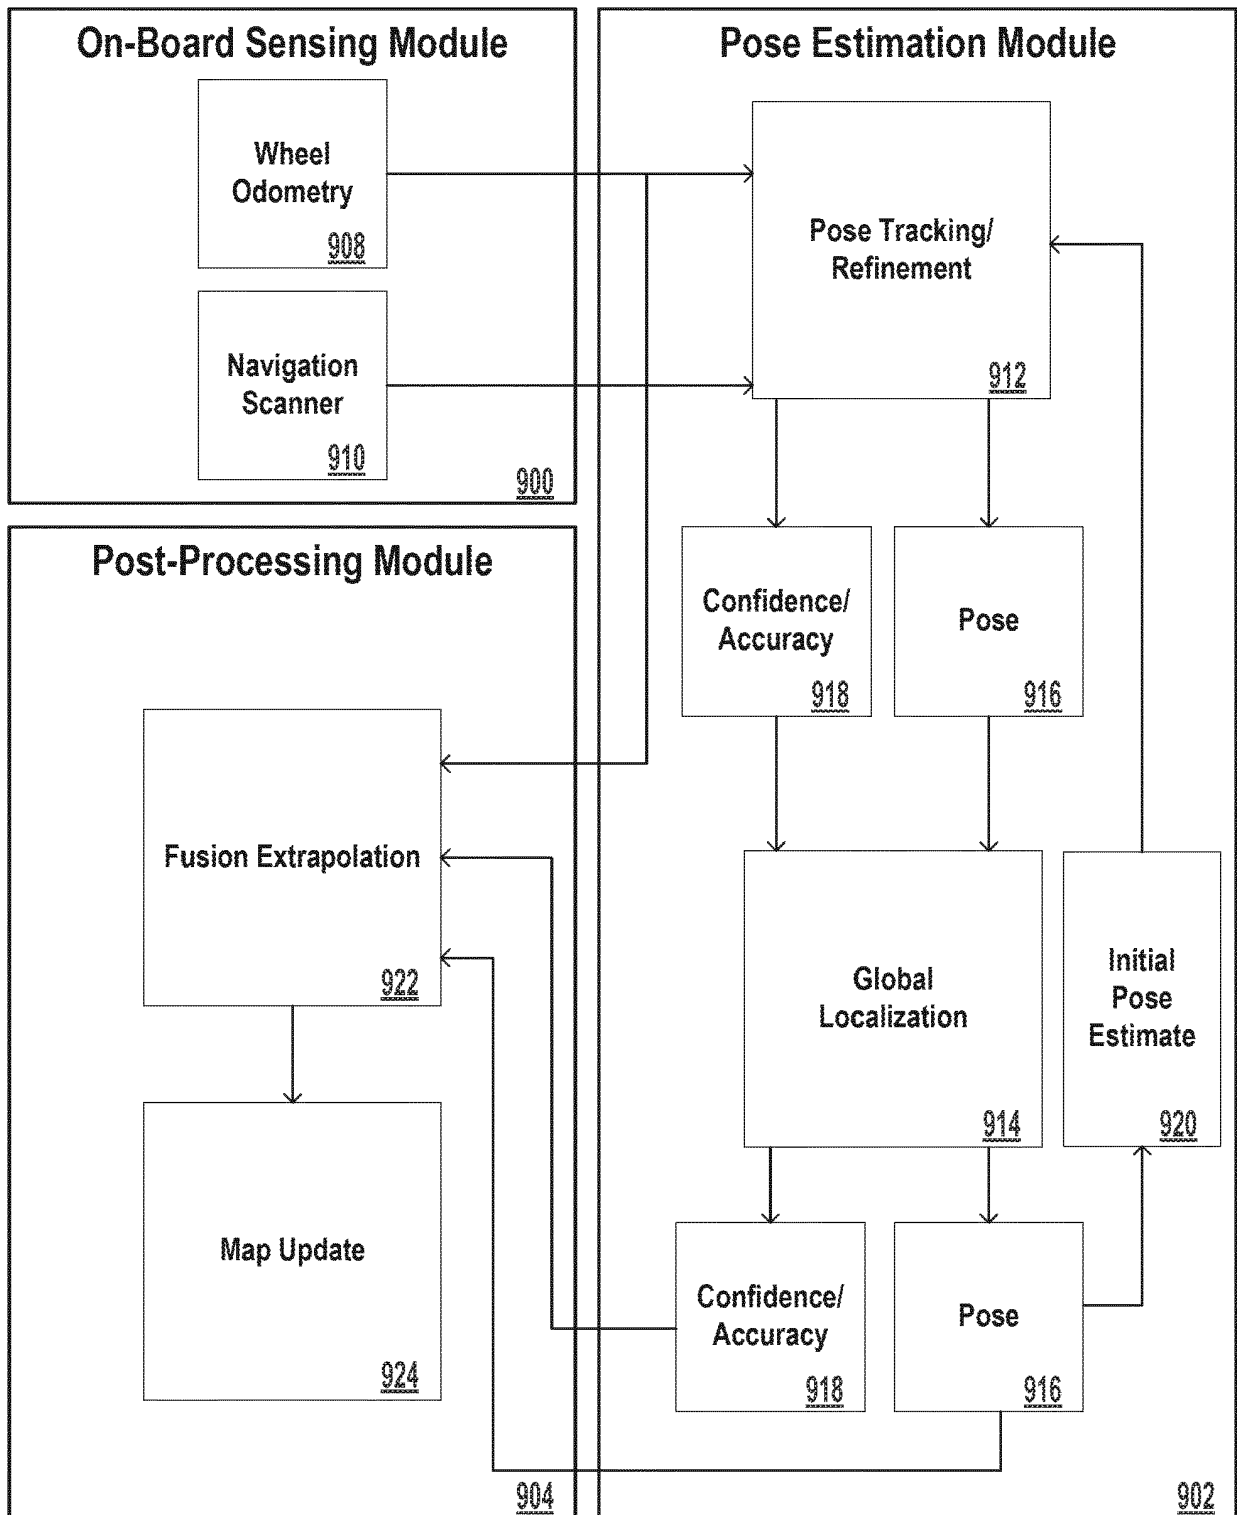 On-Board Sensing Module
Wheel
Odometry
908
Navigation
Scanner
910
900
Pose Estimation Module
Pose Tracking/
Refinement
912
Confidence/
Accuracy
918
Pose
916
Global
Localization
914
Initial
Pose
Estimate
920
Confidence/
Accuracy
918
Pose
916
902
Post-Processing Module
Fusion Extrapolation
922
Map Update
924
904